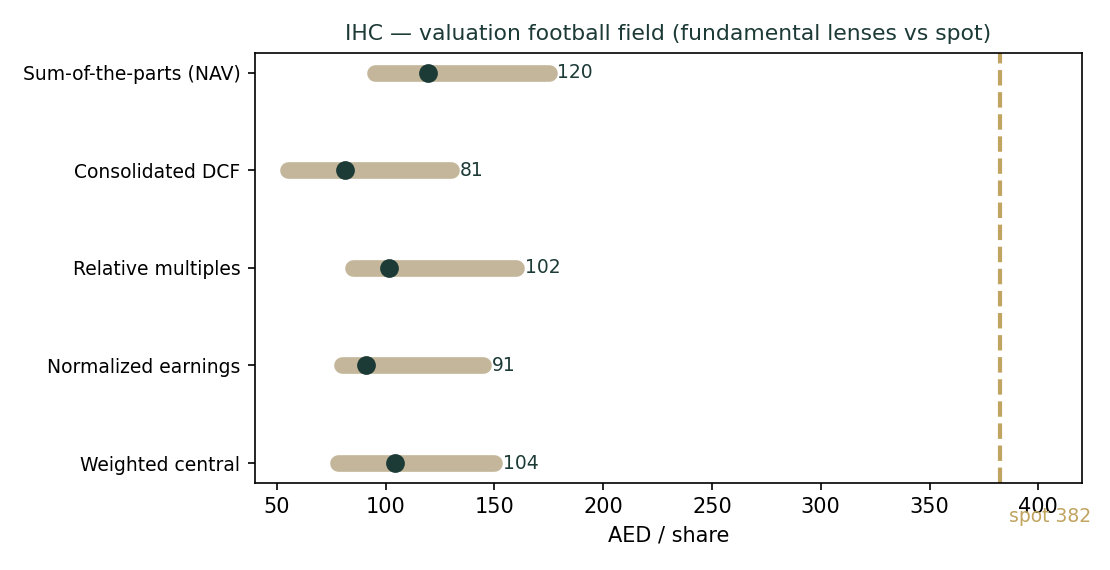 IHC — valuation football field (fundamental lenses vs spot)
Sum-of-the-parts (NAV)
120
Consolidated DCF
81
Relative multiples
102
Normalized earnings
91
Weighted central
104
50 100 150 200 250 300 350 400
spot 382
AED / share